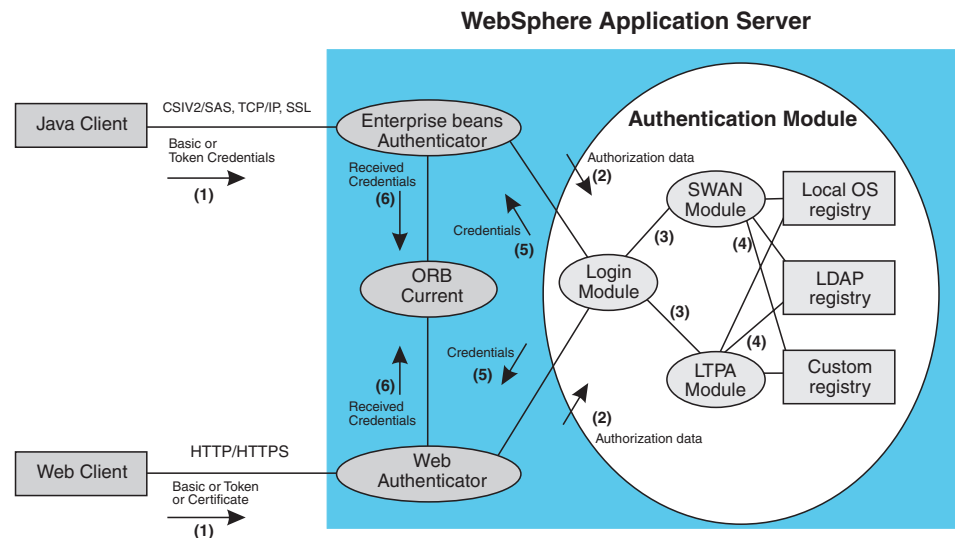 WebSphere Application Server
CSIV2/SAS, TCP/IP, SSL
Java Client
Enterprise beans
Authenticator
Authentication Module
Basic or
Token Credentials
(1)
Received
Credentials
(6)
Authorization data
(2)
Credentials
(5)
SWAN
Module
Local OS
registry
(3)
(4)
ORB
Current
Login
Module
LDAP
registry
(3)
(4)
Credentials
(5)
LTPA
Module
Custom
registry
(6)
Received
Credentials
(2)
Authorization data
HTTP/HTTPS
Web Client
Web
Authenticator
Basic or Token
or Certificate
(1)